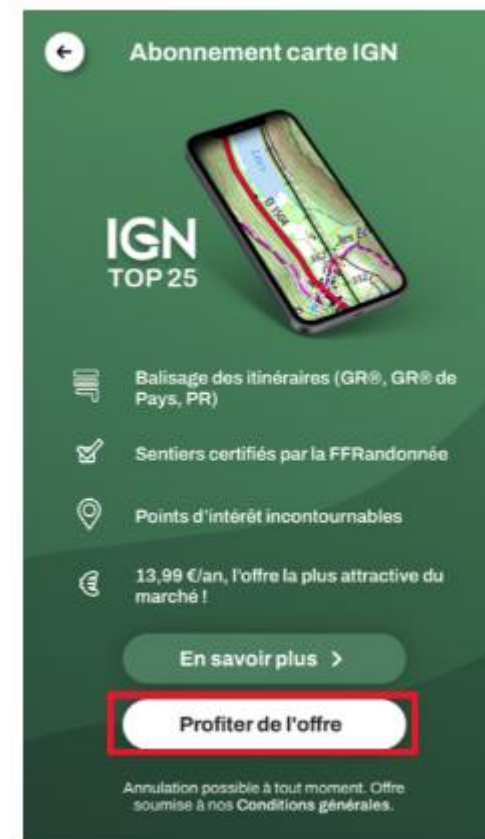 Abonnement carte IGN
IGN
TOP 25
D 1504
Balisage des itinéraires (GR®, GR® de
Pays, PR)
Sentiers certifiés par la FFRandonnée
Points d'intérêt incontournables
13,99 €/an, l'offre la plus attractive du
marché !
En savoir plus >
Profiter de l'offre
Annulation possible à tout moment. Offre
soumise à nos Conditions générales.